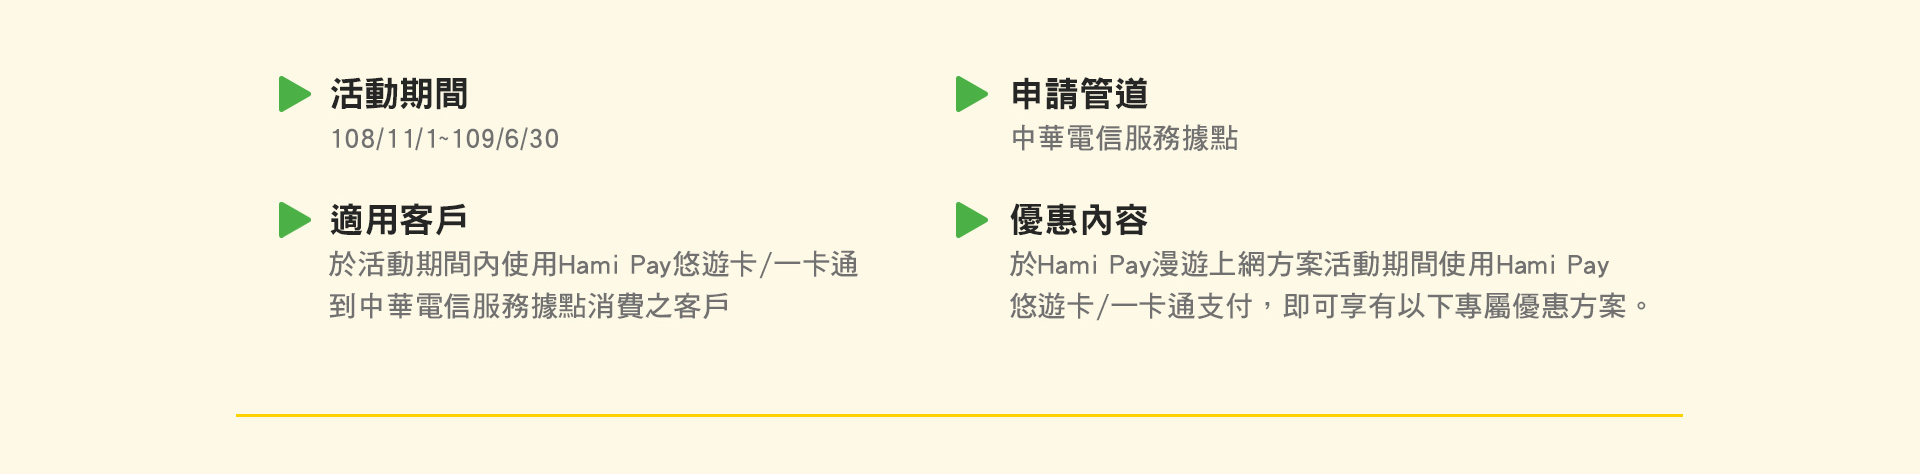 活動期間
108/11/1~109/6/30
申請管道
中華電信服務據點
適用客戶
於活動期間內使用Hami Pay悠遊卡/一卡通
到中華電信服務據點消費之客戶
優惠內容
於Hami Pay漫遊上網方案活動期間使用Hami Pay
悠遊卡/一卡通支付，即可享有以下專屬優惠方案。